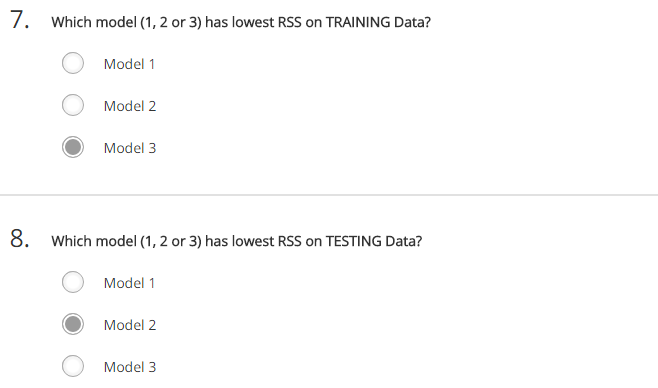 7. Which model (1, 2 or 3) has lowest RSS on TRAINING Data?
Model 1
Model 2
Model 3
8. Which model (1, 2 or 3) has lowest RSS on TESTING Data?
Model 1
Model 2
Model 3